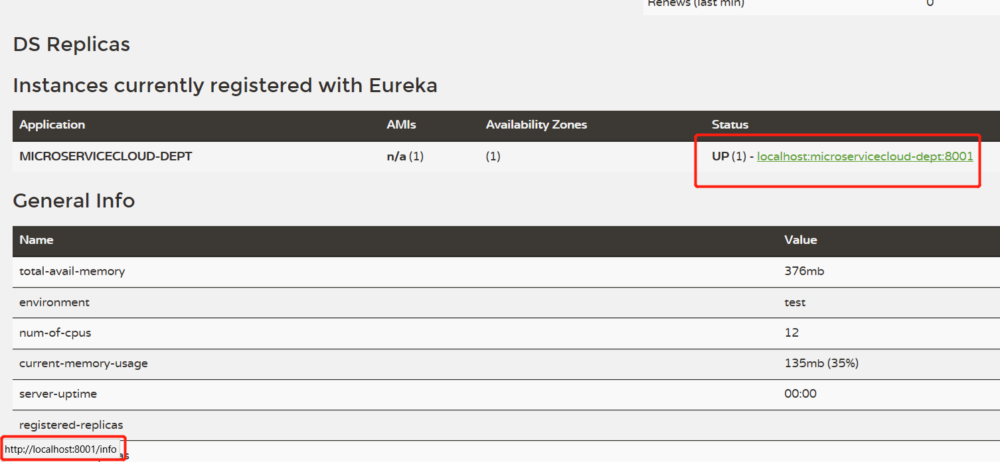 Renews (last min) 0
DS Replicas
Instances currently registered with Eureka
Application AMIs Availability Zones Status
MICROSERVICECLOUD-DEPT n/a (1) (1) UP (1) - localhost:microservicecloud-dept:8001
General Info
Name Value
total-avail-memory 376mb
environment test
num-of-cpus 12
current-memory-usage 135mb (35%)
server-uptime 00:00
registered-replicas
http://localhost:8001/info